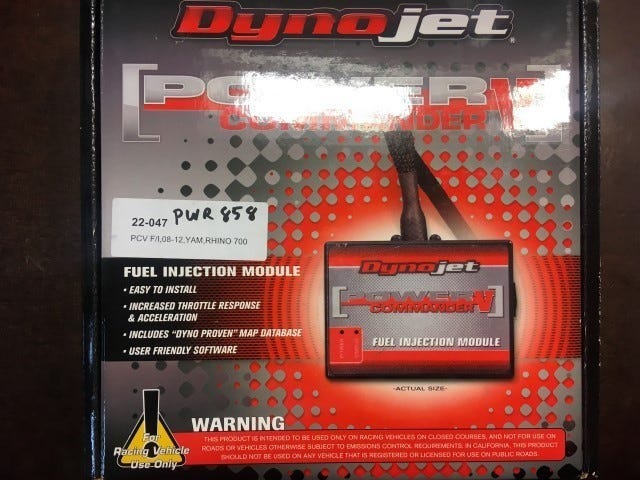 Dynojet
[POWER V]
COMMANDER
22-047 PWR 858
PCV F/I,08-12,YAM,RHINO 700
FUEL INJECTION MODULE
• EASY TO INSTALL
• INCREASED THROTTLE RESPONSE
& ACCELERATION
• INCLUDES "DYNO PROVEN" MAP DATABASE
• USER FRIENDLY SOFTWARE
Dynojet
POWER V
COMMANDER
FUEL INJECTION MODULE
-ACTUAL SIZE-
For
Racing Vehicle
Use Only
WARNING
THIS PRODUCT IS INTENDED TO BE USED ONLY ON RACING VEHICLES ON CLOSED COURSES, AND NOT FOR USE ON
ROADS OR VEHICLES OTHERWISE SUBJECT TO EMISSIONS CONTROL REQUIREMENTS. IN CALIFORNIA, THIS PRODUCT
SHOULD NOT BE USED ON ANY VEHICLE THAT IS REGISTERED OR LICENSED FOR USE ON PUBLIC ROADS.